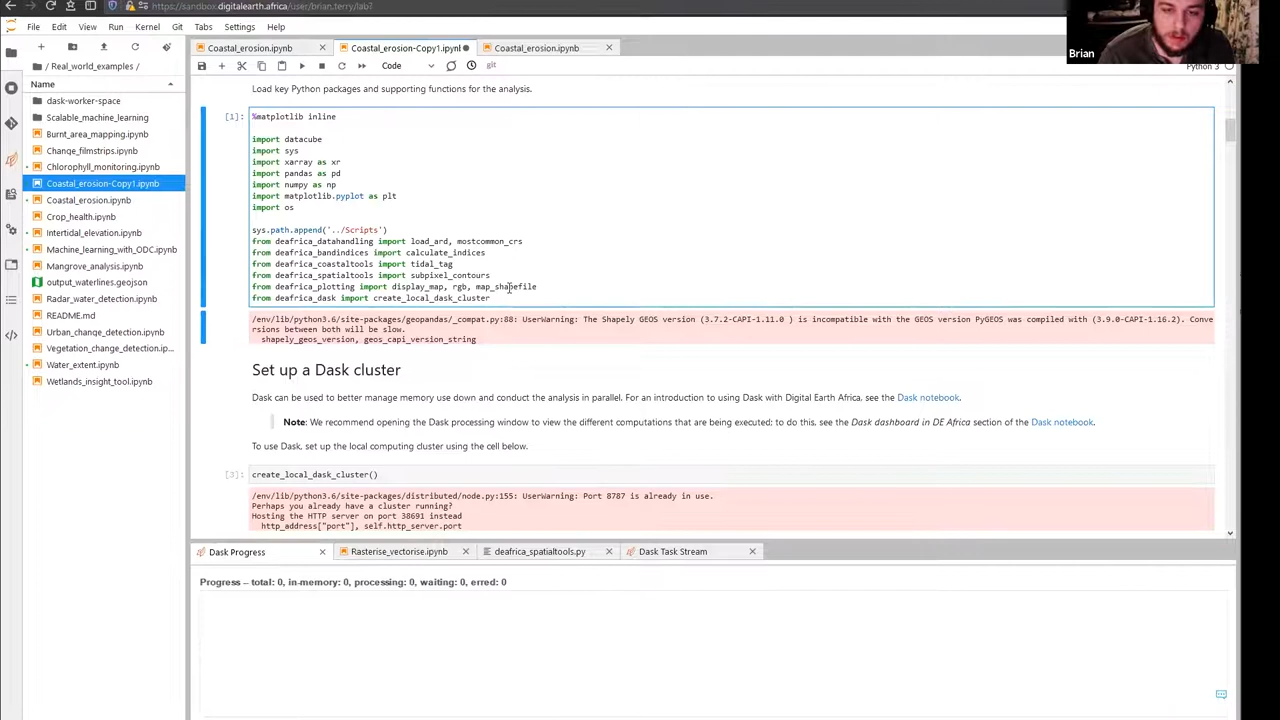 https://sandbox.digitalearth.africa/user/brian.terry/lab?
File Edit View Run Kernel Git Tabs Settings Help
/ Real_world_examples /
Name
dask-worker-space
Scalable_machine_learning
Burnt_area_mapping.ipynb
Change_filmstrips.ipynb
Chlorophyll_monitoring.ipynb
Coastal_erosion-Copy1.ipynb
Coastal_erosion.ipynb
Crop_health.ipynb
Intertidal_elevation.ipynb
Machine_learning_with_ODC.ipynb
Mangrove_analysis.ipynb
output_waterlines.geojson
Radar_water_detection.ipynb
README.md
Urban_change_detection.ipynb
Vegetation_change_detection.ip...
Water_extent.ipynb
Wetlands_insight_tool.ipynb
Coastal_erosion.ipynb
Coastal_erosion-Copy1.ipynl
Coastal_erosion.ipynb
Code
git
Python 3
Brian
Load key Python packages and supporting functions for the analysis.
[1]:
%matplotlib inline
import datacube
import sys
import xarray as xr
import pandas as pd
import numpy as np
import matplotlib.pyplot as plt
import os
sys.path.append('../Scripts')
from deafrica_datahandling import load_ard, mostcommon_crs
from deafrica_bandindices import calculate_indices
from deafrica_coastaltools import tidal_tag
from deafrica_spatialtools import subpixel_contours
from deafrica_plotting import display_map, rgb, map_shapefile
from deafrica_dask import create_local_dask_cluster
/env/lib/python3.6/site-packages/geopandas/_compat.py:88: UserWarning: The Shapely GEOS version (3.7.2-CAPI-1.11.0 ) is incompatible with the GEOS version PyGEOS was compiled with (3.9.0-CAPI-1.16.2). Conve
rsions between both will be slow.
shapely_geos_version, geos_capi_version_string
Set up a Dask cluster
Dask can be used to better manage memory use down and conduct the analysis in parallel. For an introduction to using Dask with Digital Earth Africa, see the Dask notebook.
Note: We recommend opening the Dask processing window to view the different computations that are being executed; to do this, see the Dask dashboard in DE Africa section of the Dask notebook.
To use Dask, set up the local computing cluster using the cell below.
[3]:
create_local_dask_cluster()
/env/lib/python3.6/site-packages/distributed/node.py:155: UserWarning: Port 8787 is already in use.
Perhaps you already have a cluster running?
Hosting the HTTP server on port 38691 instead
http_address["port"], self.http_server.port
Dask Progress
Rasterise_vectorise.ipynb
deafrica_spatialtools.py
Dask Task Stream
Progress -- total: 0, in-memory: 0, processing: 0, waiting: 0, erred: 0